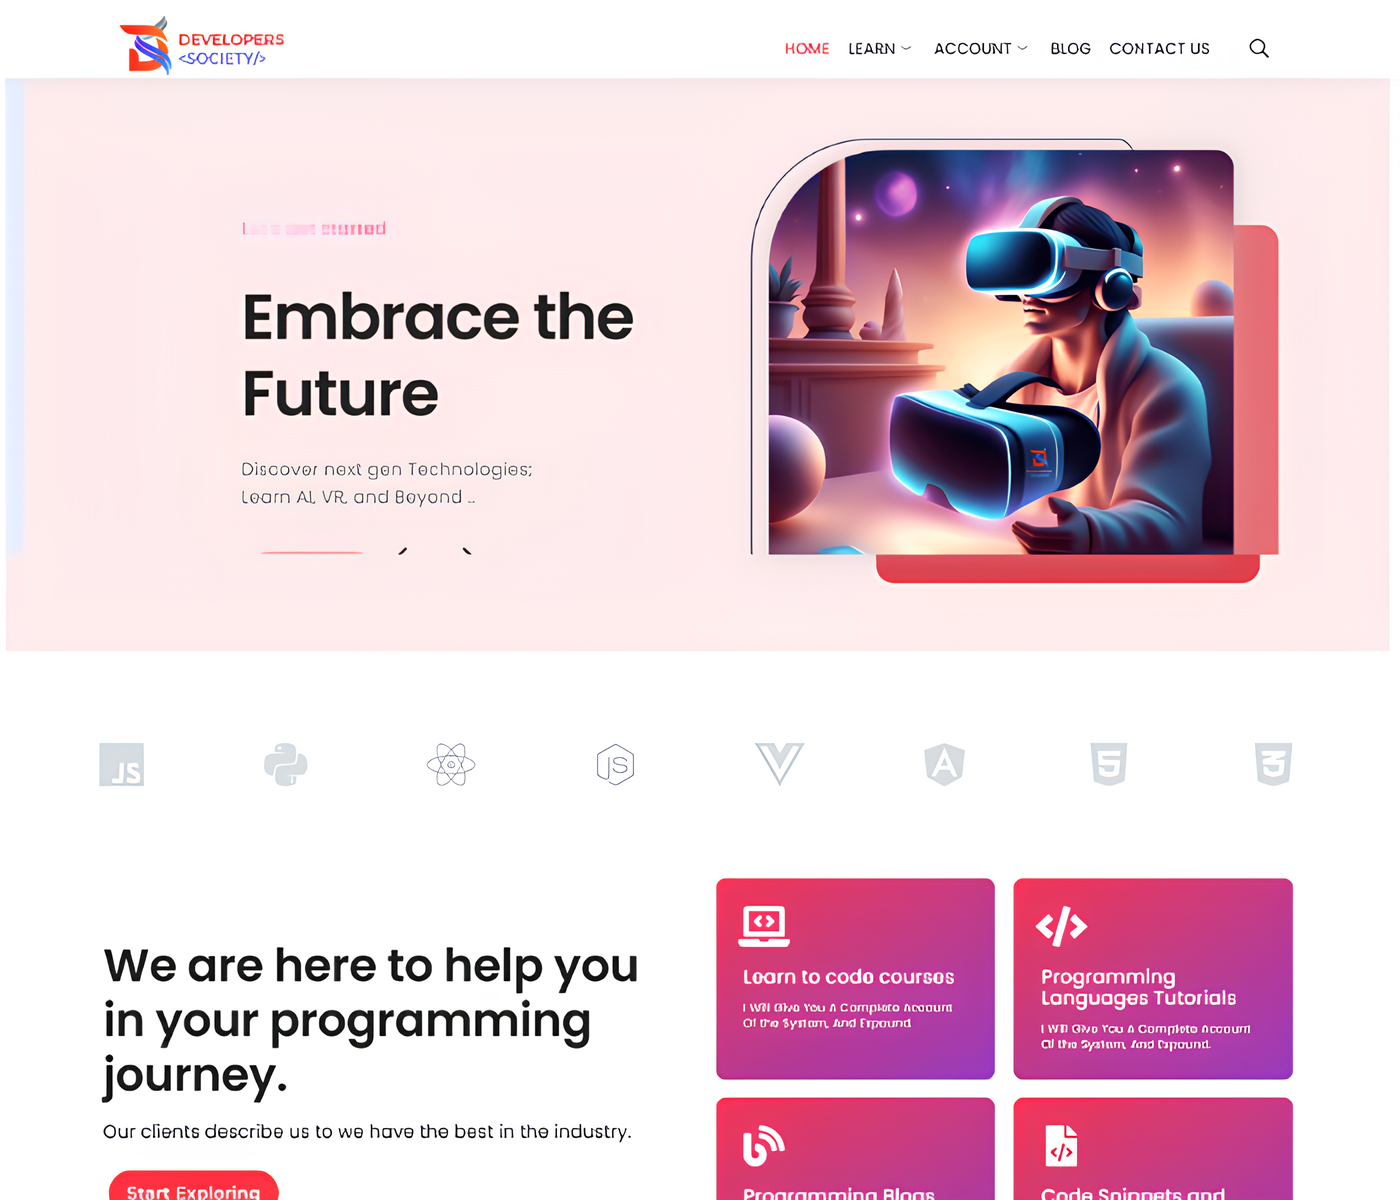 DEVELOPERS
<SOCIETY/>
HOME LEARN ACCOUNT BLOG CONTACT US
Let's get started
Embrace the
Future
Discover next gen Technologies;
Learn AI, VR, and Beyond ...
JS
JS
5
3
We are here to help you
in your programming
journey.
Our clients describe us to we have the best in the industry.
Start Exploring
Learn to code courses
I Will Give You A Complete Account
Of the System, And Expound
Programming
Languages Tutorials
I Will Give You A Complete Account
Of the System, And Expound.
Programming Blogs
Code Snippets and